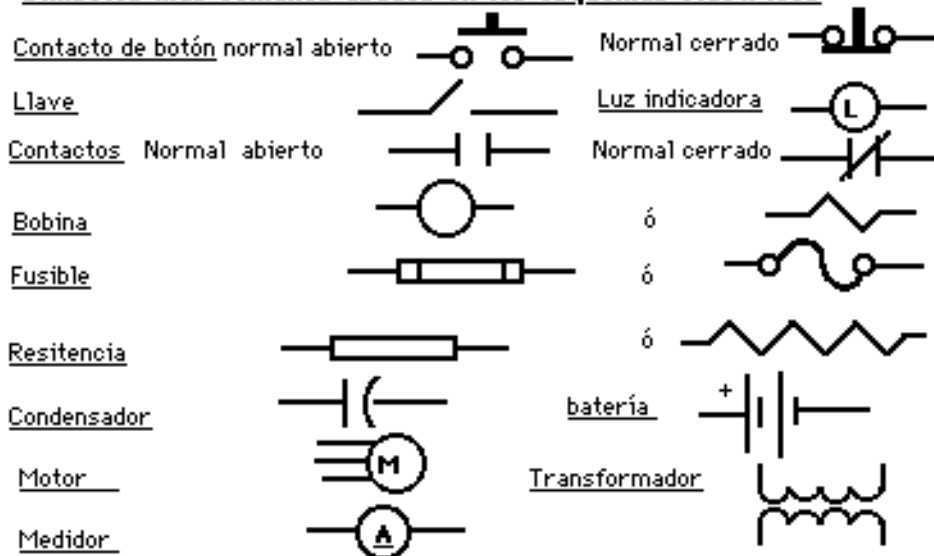 Contacto de botón normal abierto
Normal cerrado
Llave
Luz indicadora
L
Contactos Normal abierto
Normal cerrado
Bobina
ó
Fusible
ó
Resitencia
ó
Condensador
batería
+
Motor
M
Transformador
Medidor
A